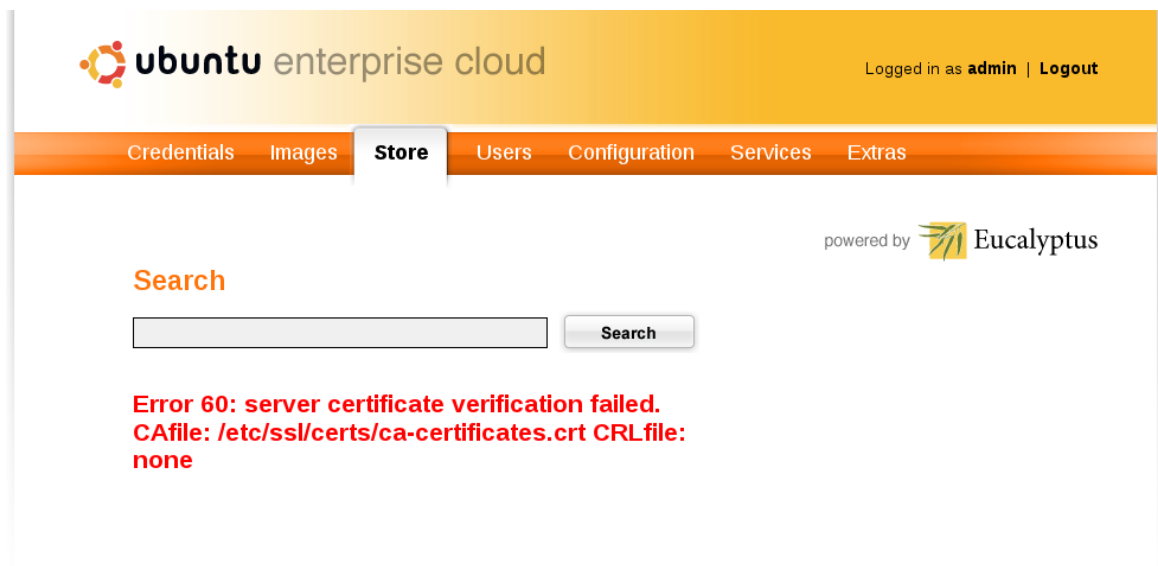 ubuntu enterprise cloud
Logged in as admin | Logout
Credentials Images Store Users Configuration Services Extras
powered by Eucalyptus
Search
Search
Error 60: server certificate verification failed.
CAfile: /etc/ssl/certs/ca-certificates.crt CRLfile:
none